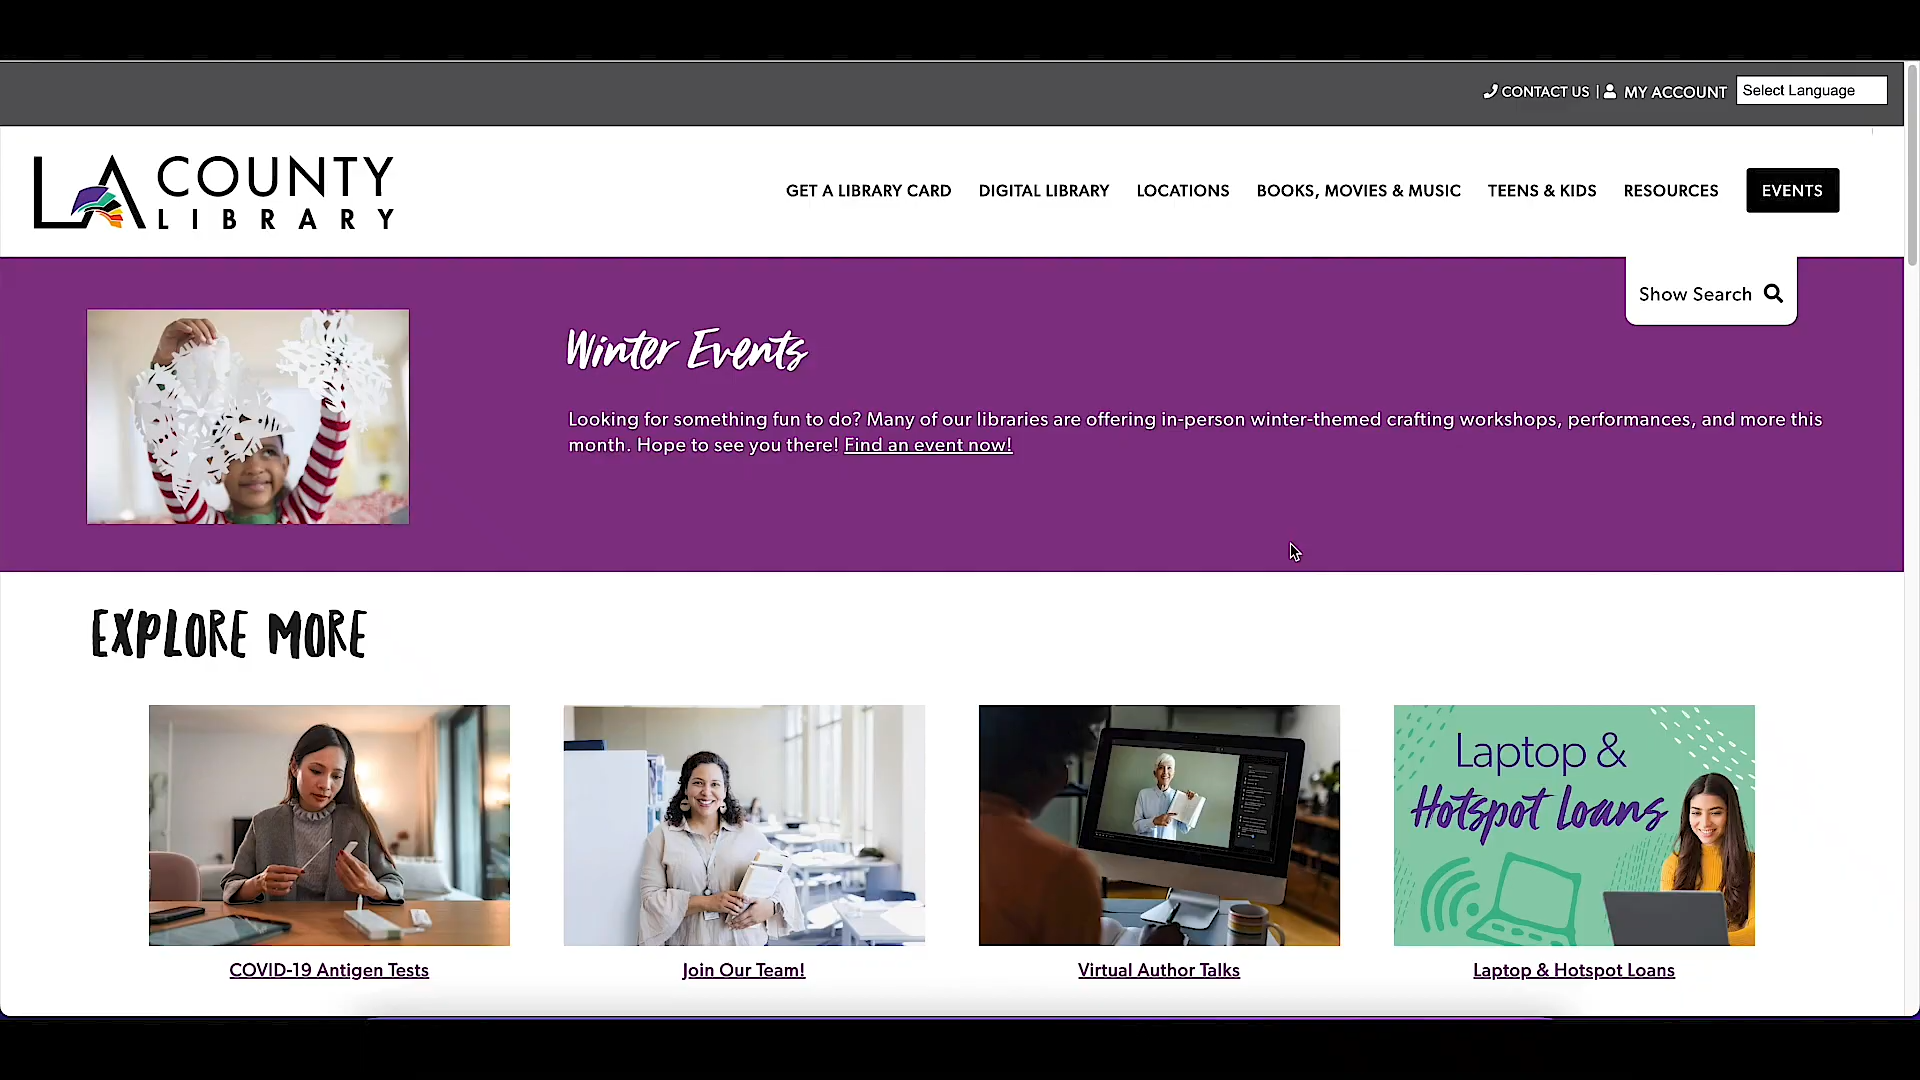 CONTACT US | MY ACCOUNT Select Language
LA COUNTY LIBRARY
GET A LIBRARY CARD DIGITAL LIBRARY LOCATIONS BOOKS, MOVIES & MUSIC TEENS & KIDS RESOURCES EVENTS
Show Search
Winter Events
Looking for something fun to do? Many of our libraries are offering in-person winter-themed crafting workshops, performances, and more this
month. Hope to see you there! Find an event now!
EXPLORE MORE
Laptop &
Hotspot Loans
COVID-19 Antigen Tests Join Our Team! Virtual Author Talks Laptop & Hotspot Loans